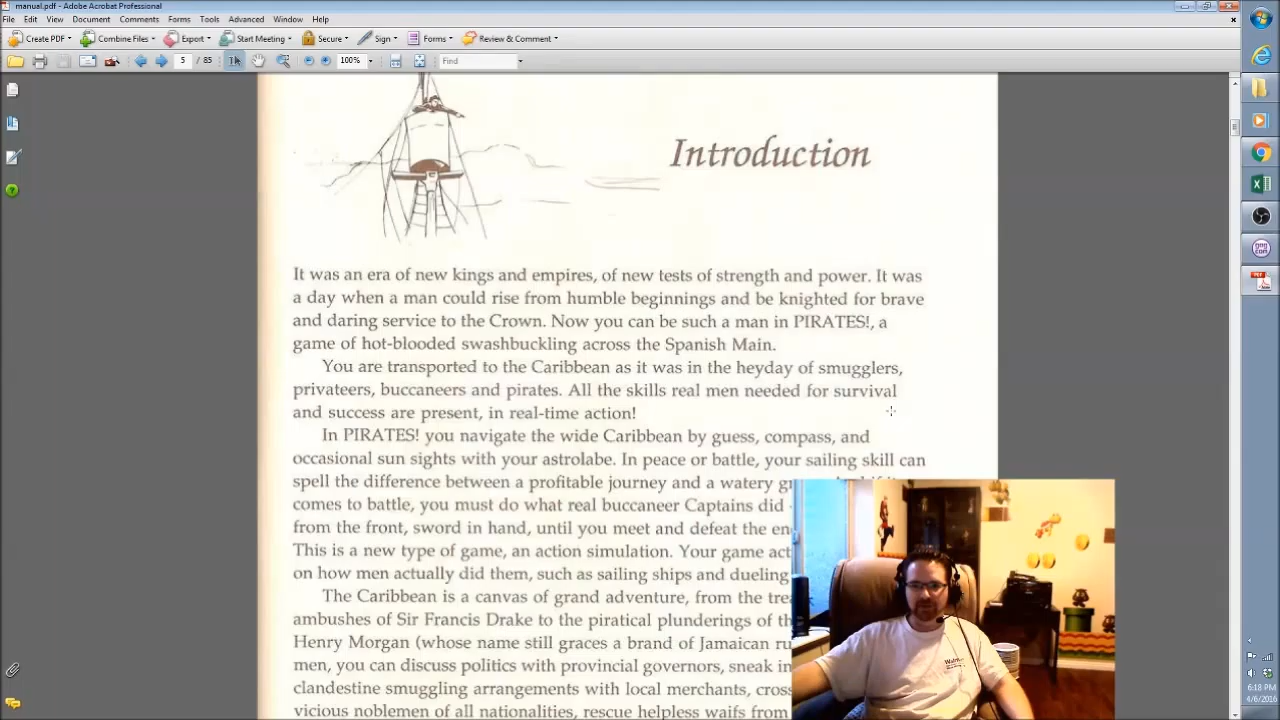 manual.pdf - Adobe Acrobat Professional
File Edit View Document Comments Forms Tools Advanced Window Help
Create PDF Combine Files Export Start Meeting Secure Sign Forms Review & Comment
5 / 85 100% Find
Introduction
It was an era of new kings and empires, of new tests of strength and power. It was
a day when a man could rise from humble beginnings and be knighted for brave
and daring service to the Crown. Now you can be such a man in PIRATES!, a
game of hot-blooded swashbuckling across the Spanish Main.
You are transported to the Caribbean as it was in the heyday of smugglers,
privateers, buccaneers and pirates. All the skills real men needed for survival
and success are present, in real-time action!
In PIRATES! you navigate the wide Caribbean by guess, compass, and
occasional sun sights with your astrolabe. In peace or battle, your sailing skill can
spell the difference between a profitable journey and a watery
comes to battle, you must do what real buccaneer Captains did
from the front, sword in hand, until you meet and defeat the
This is a new type of game, an action simulation. Your game
on how men actually did them, such as sailing ships and dueling
The Caribbean is a canvas of grand adventure, from the
ambushes of Sir Francis Drake to the piratical plunderings of
Henry Morgan (whose name still graces a brand of Jamaican
men, you can discuss politics with provincial governors, sneak
clandestine smuggling arrangements with local merchants,
vicious noblemen of all nationalities, rescue helpless waifs from
gog
com
6:18 PM
4/6/2016